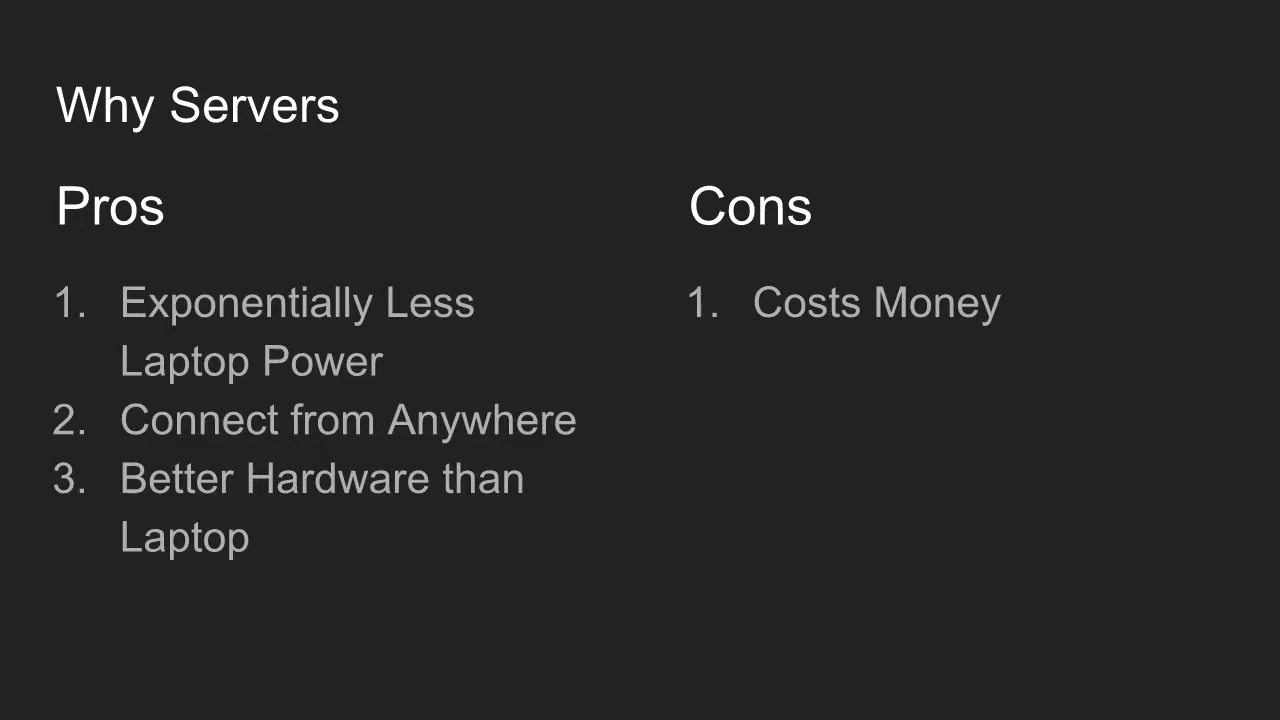 Why Servers
Pros
1. Exponentially Less
Laptop Power
2. Connect from Anywhere
3. Better Hardware than
Laptop
Cons
1. Costs Money